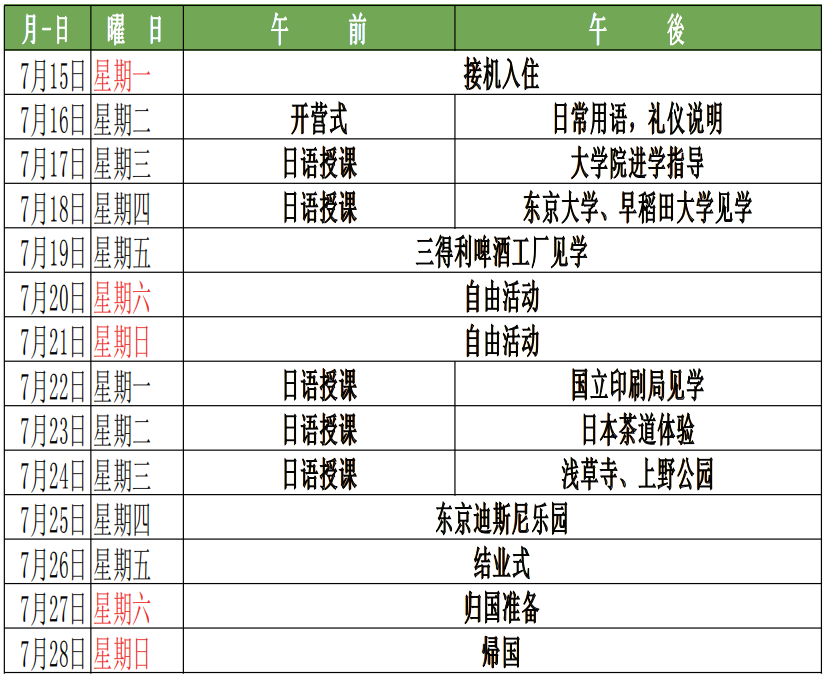 月-日 曜 日 午 前 午 後
7月15日 星期一 接机入住
7月16日 星期二 开营式 日常用语，礼仪说明
7月17日 星期三 日语授课 大学院进学指导
7月18日 星期四 日语授课 东京大学、早稻田大学见学
7月19日 星期五 三得利啤酒工厂见学
7月20日 星期六 自由活动
7月21日 星期日 自由活动
7月22日 星期一 日语授课 国立印刷局见学
7月23日 星期二 日语授课 日本茶道体验
7月24日 星期三 日语授课 浅草寺、上野公园
7月25日 星期四 东京迪斯尼乐园
7月26日 星期五 结业式
7月27日 星期六 归国准备
7月28日 星期日 帰国